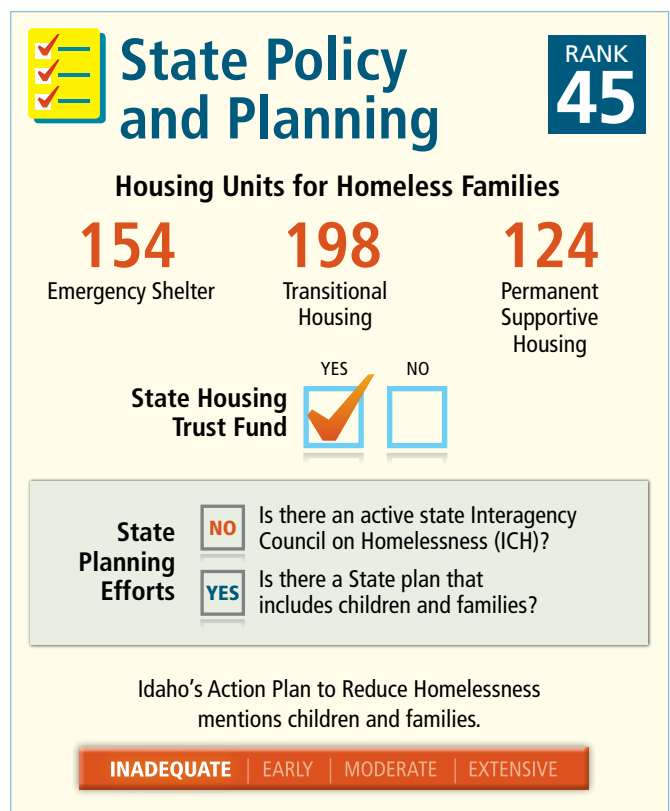 State Policy
and Planning
RANK
45
Housing Units for Homeless Families
154
Emergency Shelter
198
Transitional
Housing
124
Permanent
Supportive
Housing
YES NO
State Housing
Trust Fund
State
Planning
Efforts
NO
Is there an active state Interagency
Council on Homelessness (ICH)?
YES
Is there a State plan that
includes children and families?
Idaho’s Action Plan to Reduce Homelessness
mentions children and families.
INADEQUATE | EARLY | MODERATE | EXTENSIVE